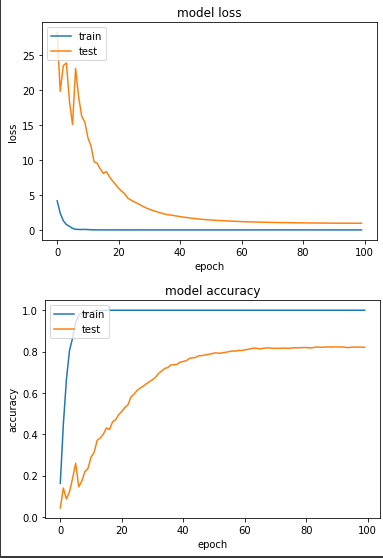 model loss
train
test
25
20
15
10
5
0
loss
0 20 40 60 80 100
epoch
model accuracy
train
test
1.0
0.8
0.6
0.4
0.2
0.0
accuracy
0 20 40 60 80 100
epoch